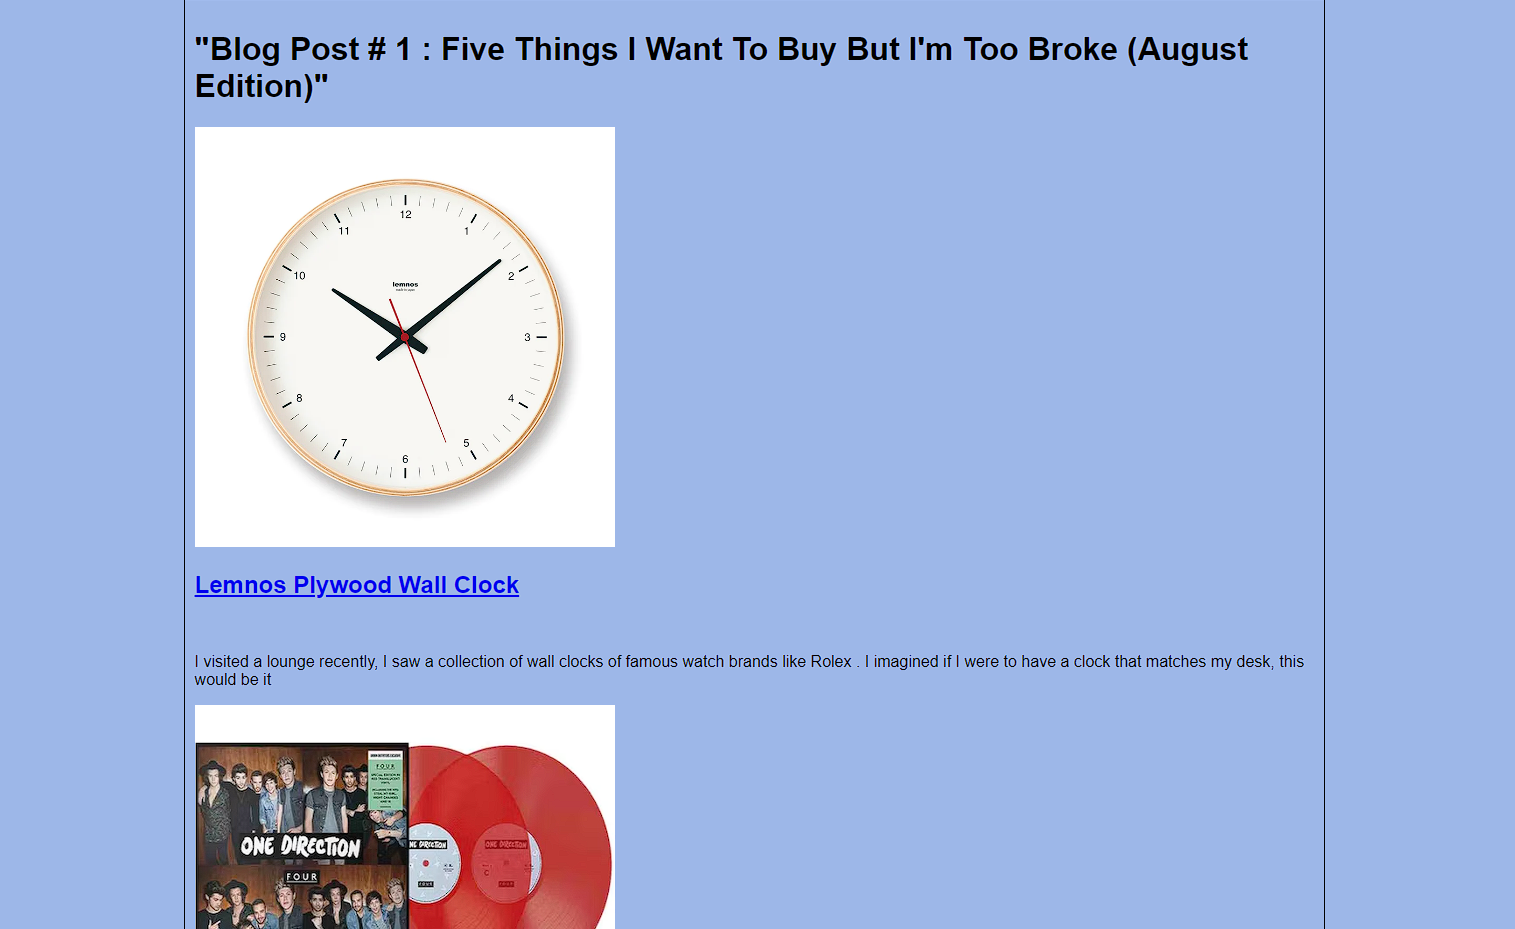 "Blog Post # 1 : Five Things I Want To Buy But I'm Too Broke (August
Edition)"
12
11
1
10
2
lemnos
9
3
8
4
7
5
6
Lemnos Plywood Wall Clock
I visited a lounge recently, I saw a collection of wall clocks of famous watch brands like Rolex . I imagined if I were to have a clock that matches my desk, this
would be it
FOUR
ONE DIRECTION
FOUR
ONE DIRECTION
ONE DIRECTION
FOUR
FOUR